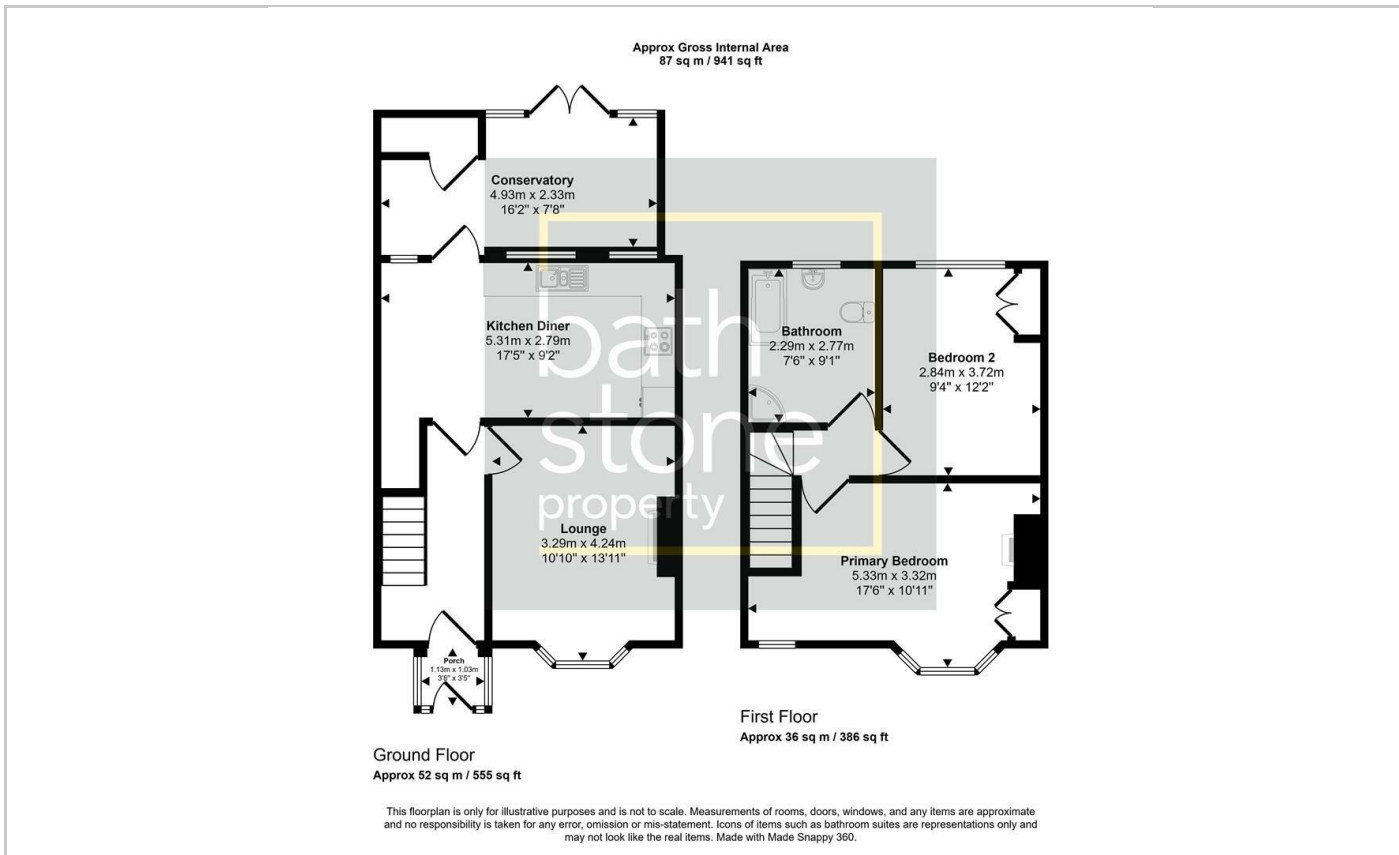 Approx Gross Internal Area
87 sq m / 941 sq ft
Conservatory
4.93m x 2.33m
16'2" x 7'8"
Kitchen Diner
5.31m x 2.79m
17'5" x 9'2"
Bathroom
2.29m x 2.77m
7'6" x 9'1"
Bedroom 2
2.84m x 3.72m
9'4" x 12'2"
bath
stone
property
Lounge
3.29m x 4.24m
10'10" x 13'11"
Primary Bedroom
5.33m x 3.32m
17'6" x 10'11"
Porch
1.13m x 1.03m
3'8" x 3'5"
First Floor
Approx 36 sq m / 386 sq ft
Ground Floor
Approx 52 sq m / 555 sq ft
This floorplan is only for illustrative purposes and is not to scale. Measurements of rooms, doors, windows, and any items are approximate
and no responsibility is taken for any error, omission or mis-statement. Icons of items such as bathroom suites are representations only and
may not look like the real items. Made with Made Snappy 360.